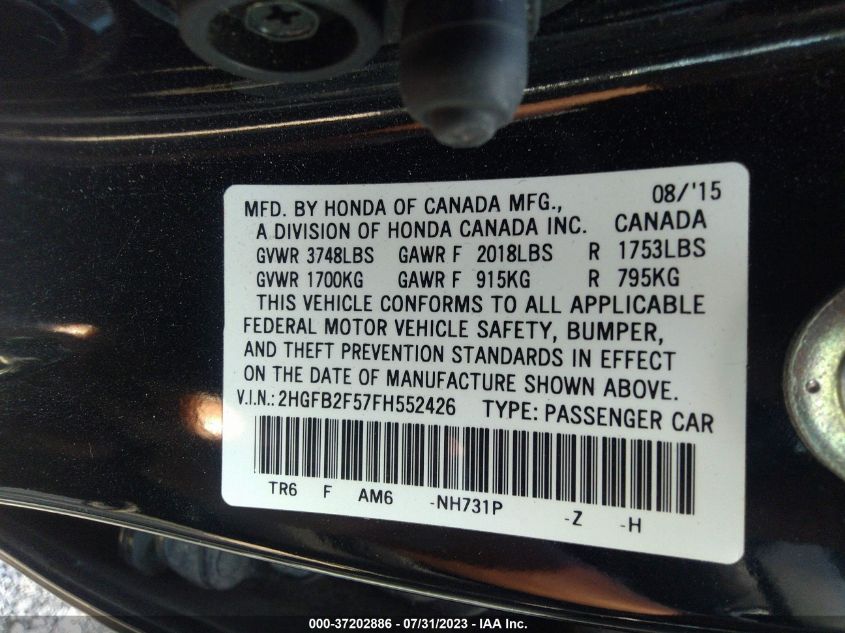 08/'15
MFD. BY HONDA OF CANADA MFG.,
A DIVISION OF HONDA CANADA INC. CANADA
GVWR 3748LBS GAWR F 2018LBS R 1753LBS
GVWR 1700KG GAWR F 915KG R 795KG
THIS VEHICLE CONFORMS TO ALL APPLICABLE
FEDERAL MOTOR VEHICLE SAFETY, BUMPER,
AND THEFT PREVENTION STANDARDS IN EFFECT
ON THE DATE OF MANUFACTURE SHOWN ABOVE.
V.I.N.: 2HGFB2F57FH552426 TYPE: PASSENGER CAR
TR6 F AM6 -NH731P -Z -H
000-37202886 - 07/31/2023 - IAA Inc.